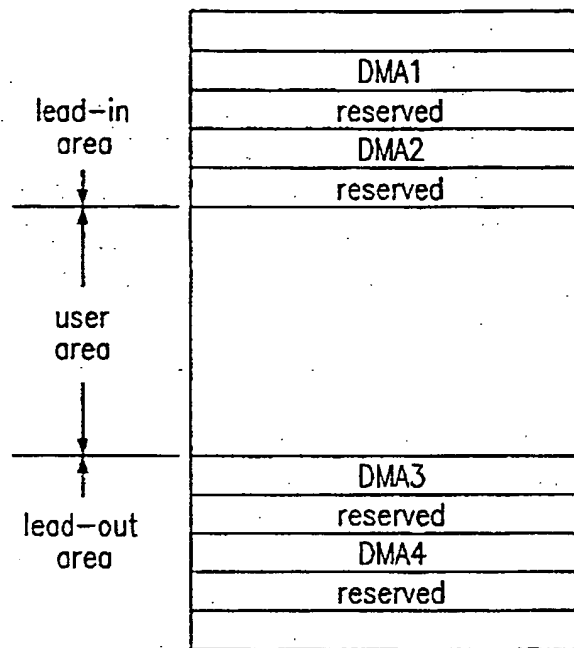 DMA1
reserved
DMA2
reserved
lead-in
area
user
area
DMA3
reserved
DMA4
reserved
lead-out
area